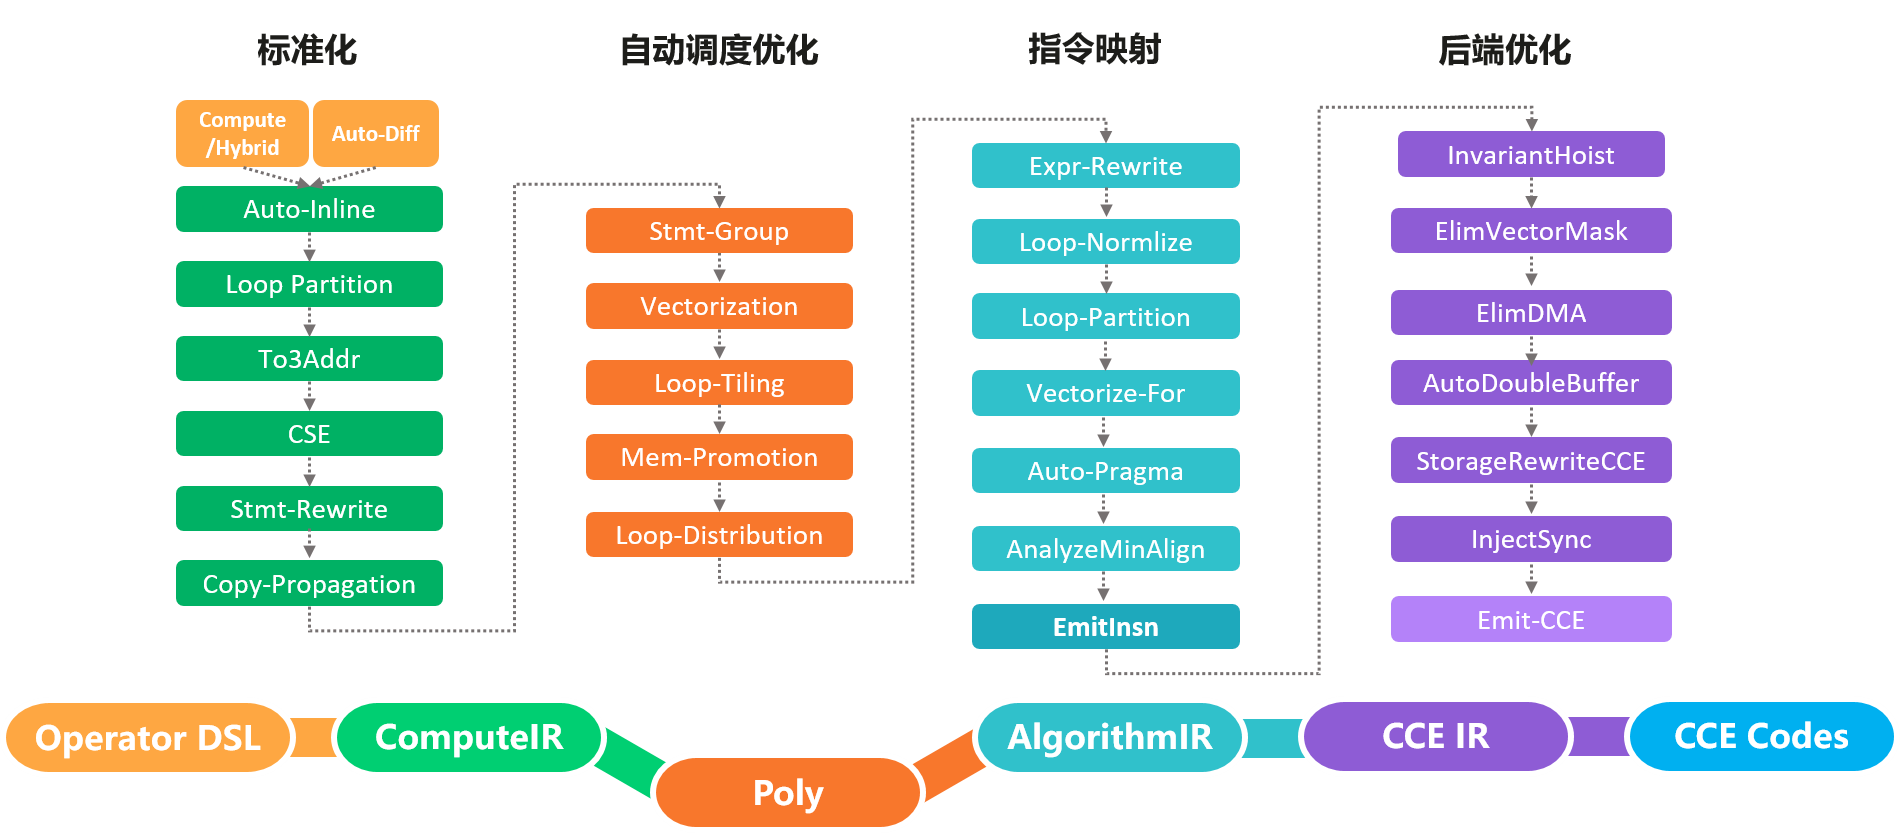 标准化
Compute
/Hybrid
Auto-Diff
Auto-Inline
Loop Partition
To3Addr
CSE
Stmt-Rewrite
Copy-Propagation
自动调度优化
Stmt-Group
Vectorization
Loop-Tiling
Mem-Promotion
Loop-Distribution
指令映射
Expr-Rewrite
Loop-Normlize
Loop-Partition
Vectorize-For
Auto-Pragma
AnalyzeMinAlign
EmitInsn
后端优化
InvariantHoist
ElimVectorMask
ElimDMA
AutoDoubleBuffer
StorageRewriteCCE
InjectSync
Emit-CCE
Operator DSL
ComputeIR
Poly
AlgorithmIR
CCE IR
CCE Codes